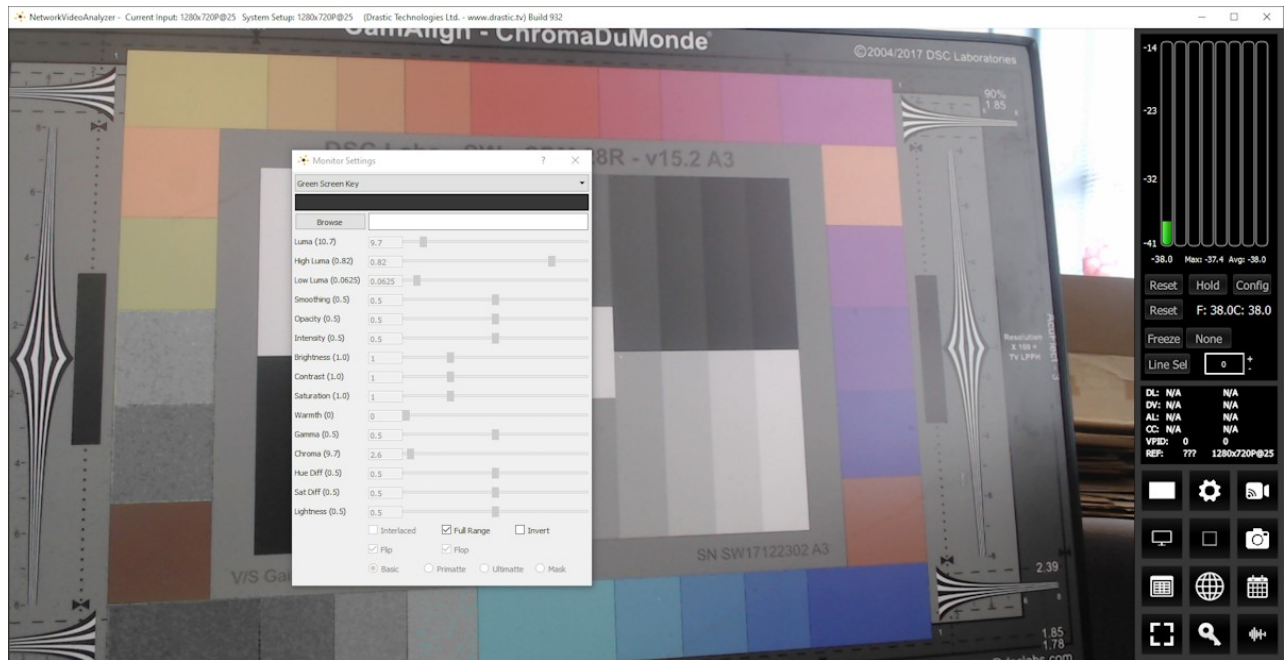 NetworkVideoAnalyzer - Current Input: 1280x720P@25 System Setup: 1280x720P@25 (Drastic Technologies Ltd. - www.drastic.tv) Build 932
CamAlign - ChromaDuMonde
©2004/2017 DSC Laboratories
90%
1.85
8R - v15.2 A3
Monitor Settings
Green Screen Key
Browse
Luma (10.7) 9.7
High Luma (0.82) 0.82
Low Luma (0.0625) 0.0625
Smoothing (0.5) 0.5
Opacity (0.5) 0.5
Intensity (0.5) 0.5
Brightness (1.0) 1
Contrast (1.0) 1
Saturation (1.0) 1
Warmth (0) 0
Gamma (0.5) 0.5
Chroma (9.7) 2.6
Hue Diff (0.5) 0.5
Sat Diff (0.5) 0.5
Lightness (0.5) 0.5
Interlaced Full Range Invert
Flip Flop
Basic Primatte Ultimatte Mask
Resolution
X 100 =
TV LPPH
SN SW17122302 A3
V/S Ga
2.39
1.85
1.78
-14
-23
-32
-41
-38.0 Max: -37.4 Avg: -38.0
Reset Hold Config
Reset F: 38.0C: 38.0
Freeze None
Line Sel 0 + -
DL: N/A N/A
DV: N/A N/A
AL: N/A N/A
CC: N/A N/A
VPID: 0 0
REF: ??? 1280x720P@25